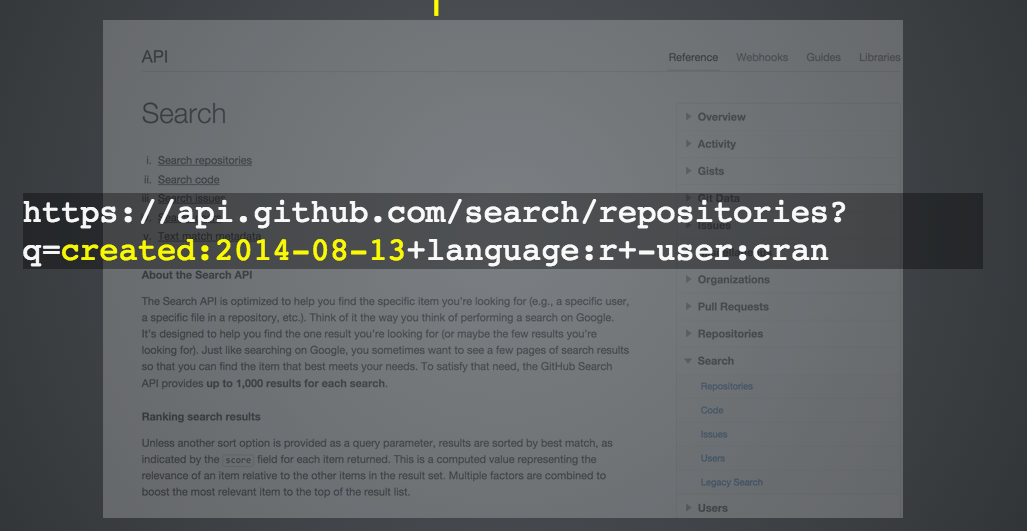 API
Reference Webhooks Guides Libraries
Search
i. Search repositories
ii. Search code
iii. Search issues
https://api.github.com/search/repositories?
q=created:2014-08-13+language:r+-user:cran
v. Text match metadata
About the Search API
The Search API is optimized to help you find the specific item you're looking for (e.g., a specific user,
a specific file in a repository, etc.). Think of it the way you think of performing a search on Google.
It's designed to help you find the one result you're looking for (or maybe the few results you're
looking for). Just like searching on Google, you sometimes want to see a few pages of search results
so that you can find the item that best meets your needs. To satisfy that need, the GitHub Search
API provides up to 1,000 results for each search.
Ranking search results
Unless another sort option is provided as a query parameter, results are sorted by best match, as
indicated by the score field for each item returned. This is a computed value representing the
relevance of an item relative to the other items in the result set. Multiple factors are combined to
boost the most relevant item to the top of the result list.
Overview
Activity
Gists
Git Data
Issues
Organizations
Pull Requests
Repositories
Search
Repositories
Code
Issues
Users
Legacy Search
Users